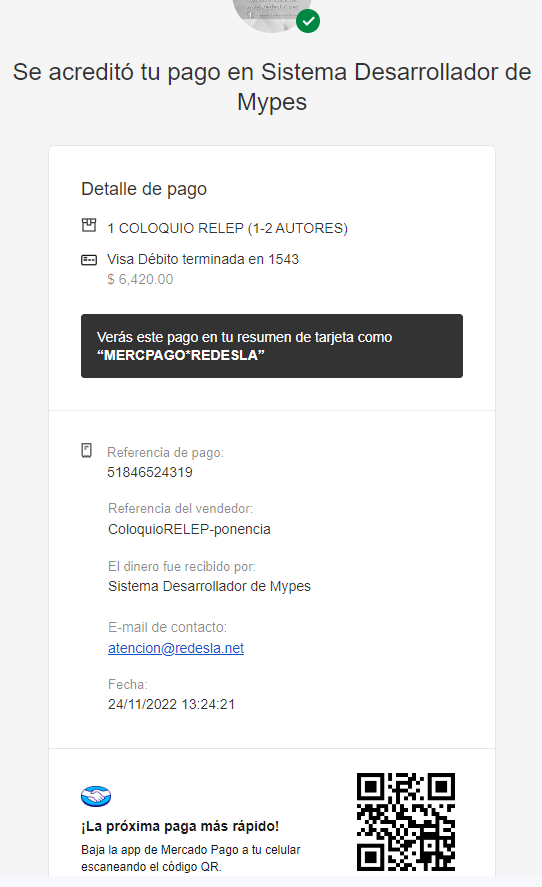 Se acreditó tu pago en Sistema Desarrollador de
Mypes
Detalle de pago
1 COLOQUIO RELEP (1-2 AUTORES)
Visa Débito terminada en 1543
$ 6,420.00
Verás este pago en tu resumen de tarjeta como
“MERCPAGO*REDESLA”
Referencia de pago:
51846524319
Referencia del vendedor:
ColoquioRELEP-ponencia
El dinero fue recibido por:
Sistema Desarrollador de Mypes
E-mail de contacto:
atencion@redesla.net
Fecha:
24/11/2022 13:24:21
¡La próxima paga más rápido!
Baja la app de Mercado Pago a tu celular
escaneando el código QR.